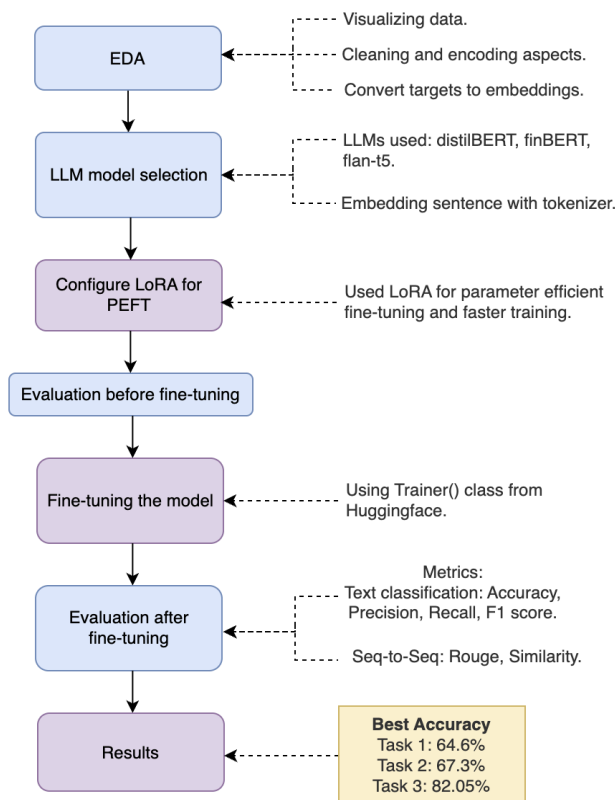 Visualizing data.
EDA
Cleaning and encoding aspects.
Convert targets to embeddings.
LLM model selection
LLMs used: distilBERT, finBERT,
flan-t5.
Embedding sentence with tokenizer.
Configure LoRA for
PEFT
Used LoRA for parameter efficient
fine-tuning and faster training.
Evaluation before fine-tuning
Fine-tuning the model
Using Trainer() class from
Huggingface.
Evaluation after
fine-tuning
Metrics:
Text classification: Accuracy,
Precision, Recall, F1 score.
Seq-to-Seq: Rouge, Similarity.
Results
Best Accuracy
Task 1: 64.6%
Task 2: 67.3%
Task 3: 82.05%